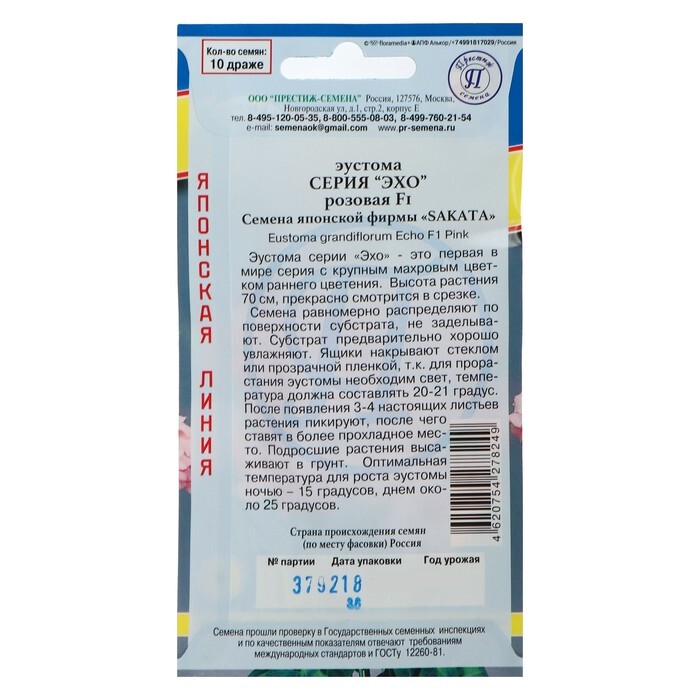 © "НК" floramedia • АПФ Алькор/ +74991817029/Россия
Кол-во семян:
10 драже
Престиж
П
семена
ООО "ПРЕСТИЖ-СЕМЕНА" Россия, 127576, Москва,
Новгородская ул, д.1, стр.2, корпус Е
тел. 8-495-120-05-35, 8-800-555-08-03, 8-499-760-21-54
e-mail: semenaok@gmail.com www.pr-semena.ru
ЯПОНСКАЯ ЛИНИЯ
эустома
СЕРИЯ "ЭХО"
розовая F1
Семена японской фирмы «SAKATA»
Eustoma grandiflorum Echo F1 Pink
Эустома серии «Эхо» - это первая в
мире серия с крупным махровым цвет-
ком раннего цветения. Высота растения
70 см, прекрасно смотрится в срезке.
Семена равномерно распределяют по
поверхности субстрата, не заделыва-
ют. Субстрат предварительно хорошо
увлажняют. Ящики накрывают стеклом
или прозрачной пленкой, т.к. для прора-
стания эустомы необходим свет, темпе-
ратура должна составлять 20-21 градус.
После появления 3-4 настоящих листьев
растения пикируют, после чего
ставят в более прохладное мес-
то. Подросшие растения выса-
живают в грунт. Оптимальная
температура для роста эустомы
ночью – 15 градусов, днем око-
ло 25 градусов.
4620754278249
Страна происхождения семян
(по месту фасовки) Россия
№ партии Дата упаковки Год урожая
379218
36
Семена прошли проверку в Государственных семенных инспекциях
и по качественным показателям отвечают требованиям
международных стандартов и ГОСТу 12260-81.